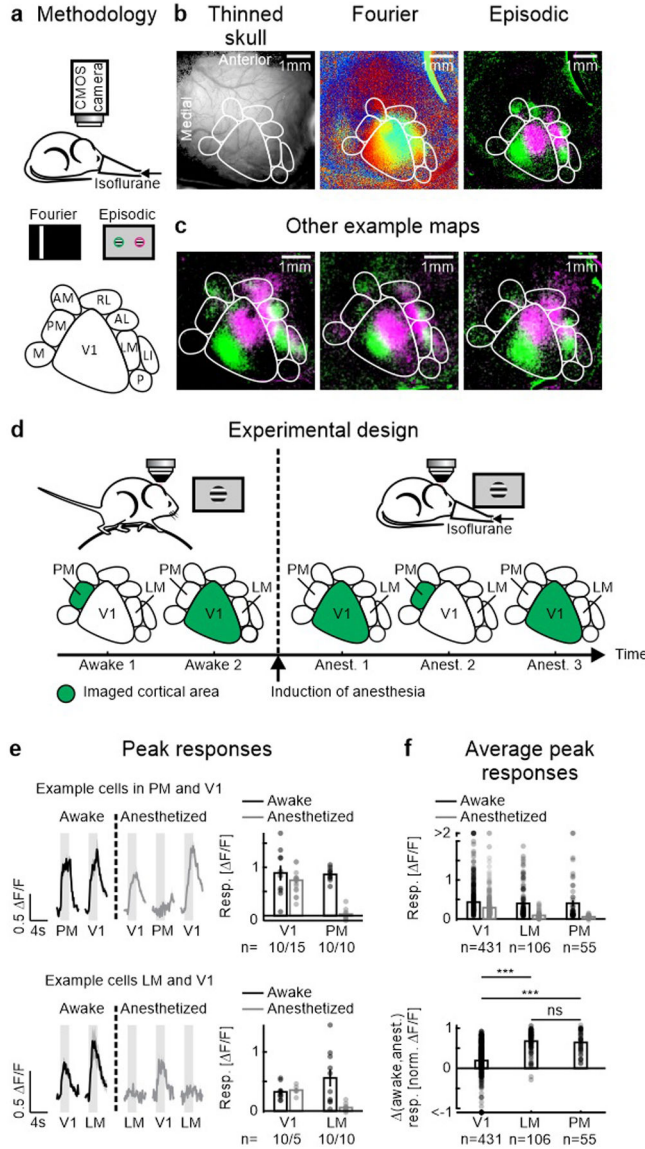 a Methodology
CMOS
camera
Isoflurane
Fourier Episodic
AM RL
PM AL
M V1 LM LI
P
b Thinned Fourier Episodic
skull
Anterior
1mm 1mm 1mm
Medial
c Other example maps
1mm 1mm 1mm
d Experimental design
Isoflurane
PM LM V1
PM LM V1
PM LM V1
PM LM V1
PM LM V1
Awake 1 Awake 2 Anest. 1 Anest. 2 Anest. 3 Time
Imaged cortical area Induction of anesthesia
e Peak responses
Example cells in PM and V1
Awake Anesthetized
0.5 ΔF/F
4s
PM V1 V1 PM V1
Awake
Anesthetized
Resp. [ΔF/F]
1
0
V1 PM
n= 10/15 10/10
Example cells LM and V1
Awake Anesthetized
0.5 ΔF/F
4s
V1 LM LM V1 LM
Awake
Anesthetized
Resp. [ΔF/F]
1
0
V1 LM
n= 10/5 10/10
f Average peak
responses
Awake
Anesthetized
Resp. [ΔF/F]
>2
1
0
V1 LM PM
n=431 n=106 n=55
***
***
ns
Δ(awake,anest.)
resp. [norm. ΔF/F]
1
0
<-1
V1 LM PM
n=431 n=106 n=55